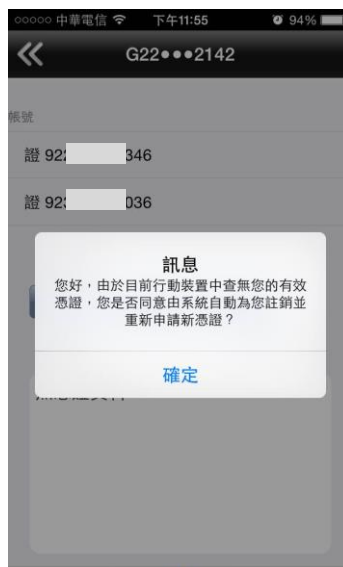 中華電信 下午11:55 94%
G22●●●2142
帳號
證 92 346
證 92 036
訊息
您好，由於目前行動裝置中查無您的有效
憑證，您是否同意由系統自動為您註銷並
重新申請新憑證？
確定